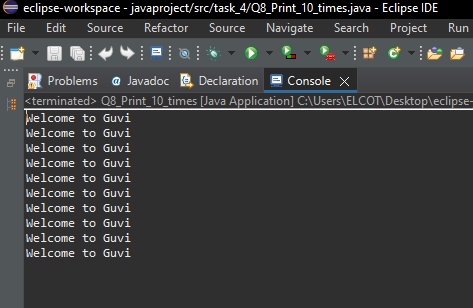 eclipse-workspace - javaproject/src/task_4/Q8_Print_10_times.java - Eclipse IDE
File Edit Source Refactor Source Navigate Search Project
Problems Javadoc Declaration Console
<terminated> Q8_Print_10_times [Java Application] C:\Users\ELCOT\Desktop\eclipse-
Welcome to Guvi
Welcome to Guvi
Welcome to Guvi
Welcome to Guvi
Welcome to Guvi
Welcome to Guvi
Welcome to Guvi
Welcome to Guvi
Welcome to Guvi
Welcome to Guvi